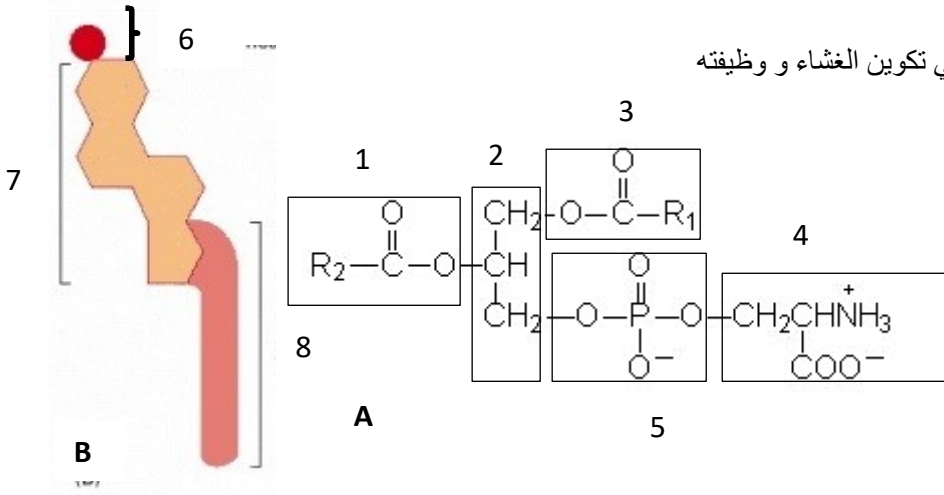 ي تكوين الغشاء و وظيفته
6
7
8
B
(B)
1
2
3
4
5
A
O
CH₂-O-C-R₁
O
R₂-C-O-CH
O
CH₂-O-P-O-CH₂CHNH₃
+
O⁻
COO⁻